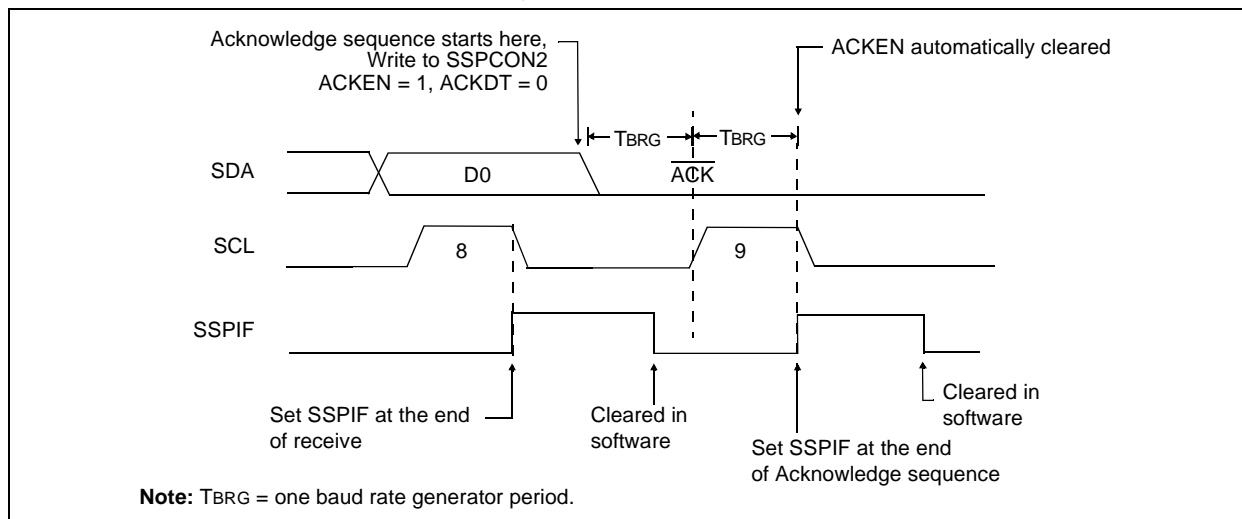 Acknowledge sequence starts here,
Write to SSPCON2
ACKEN = 1, ACKDT = 0
ACKEN automatically cleared
TBRG
TBRG
SDA
D0
ACK
SCL
8
9
SSPIF
Set SSPIF at the end
of receive
Cleared in
software
Set SSPIF at the end
of Acknowledge sequence
Cleared in
software
Note: TBRG = one baud rate generator period.